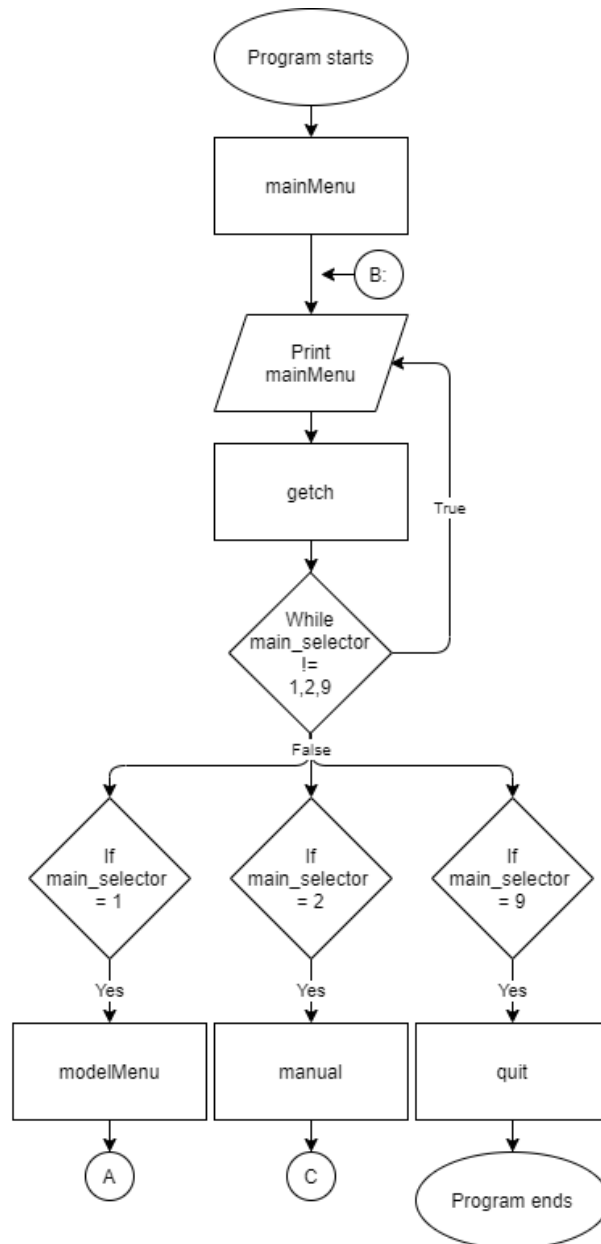 Program starts
mainMenu
B:
Print
mainMenu
getch
True
While
main_selector
!=
1,2,9
False
If
main_selector
= 1
If
main_selector
= 2
If
main_selector
= 9
Yes
Yes
Yes
modelMenu
manual
quit
A
C
Program ends